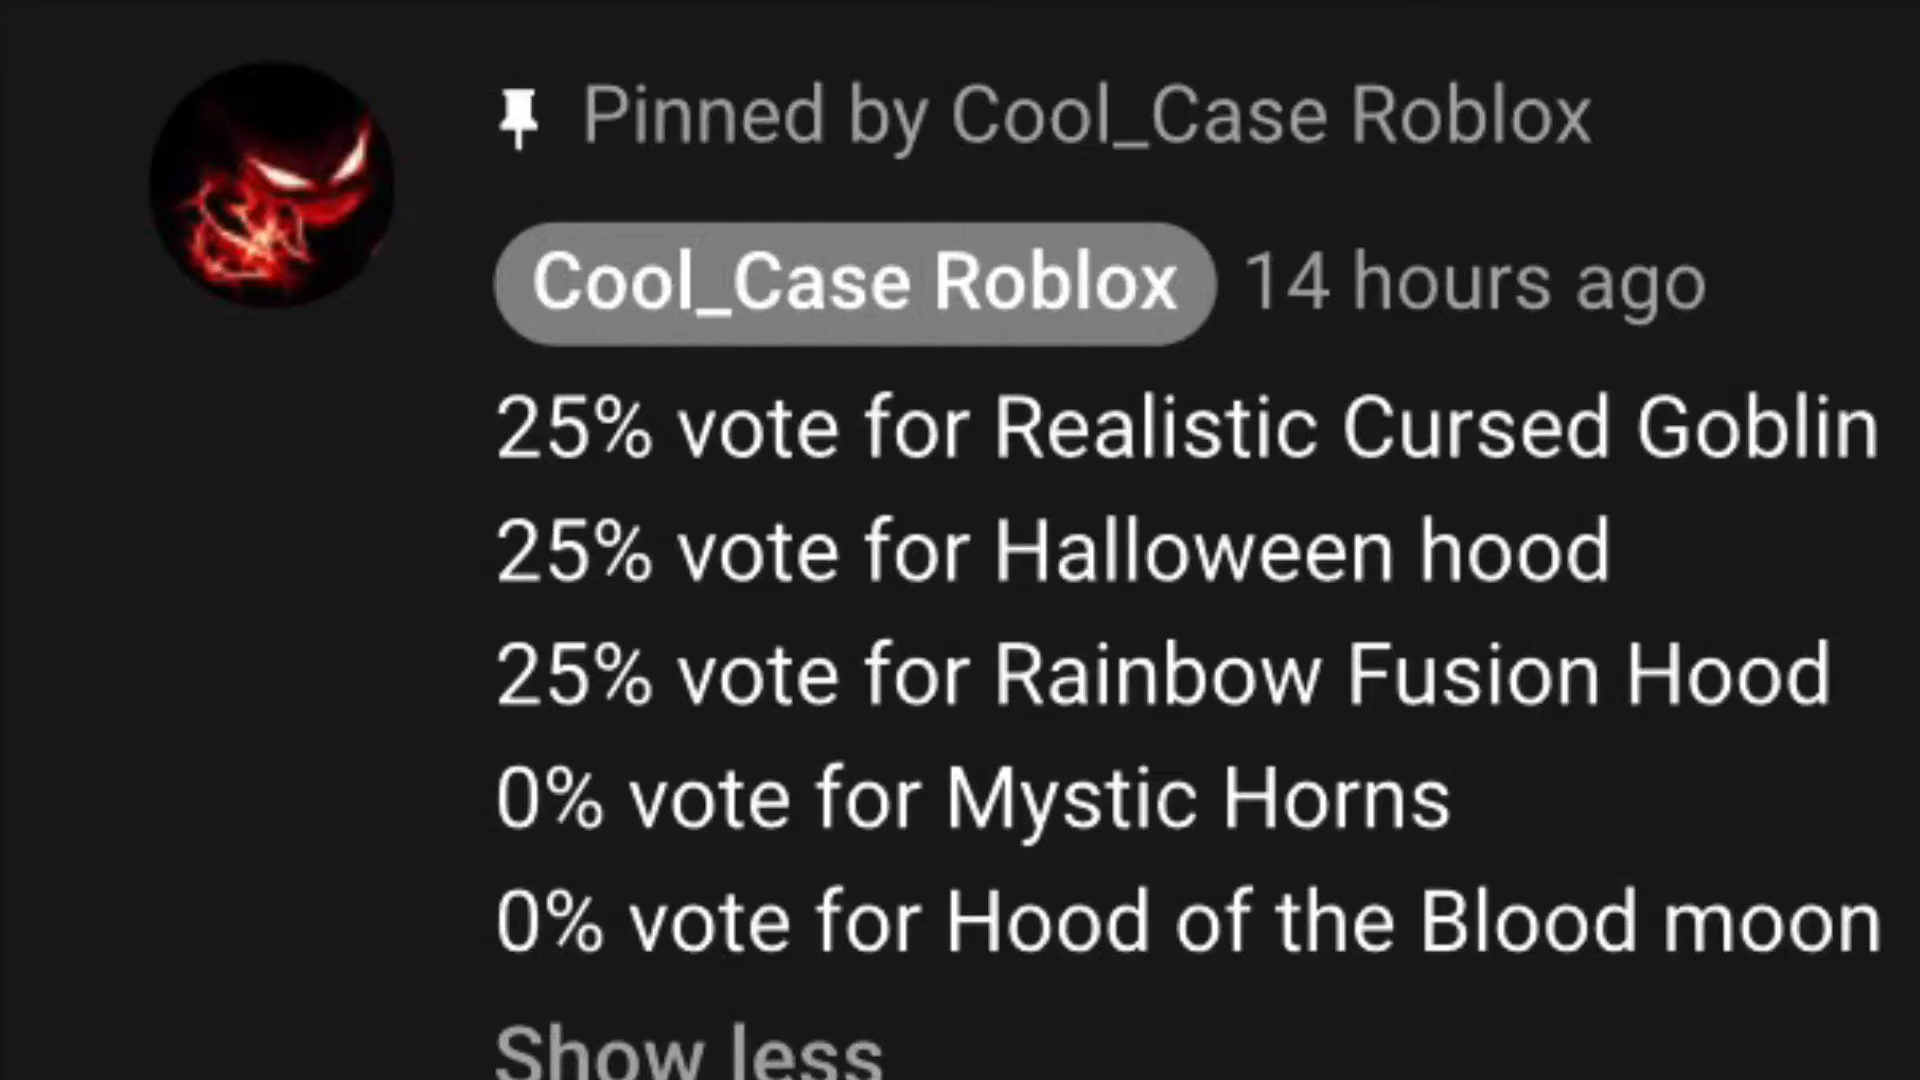 Pinned by Cool_Case Roblox
Cool_Case Roblox 14 hours ago
25% vote for Realistic Cursed Goblin
25% vote for Halloween hood
25% vote for Rainbow Fusion Hood
0% vote for Mystic Horns
0% vote for Hood of the Blood moon
Show less